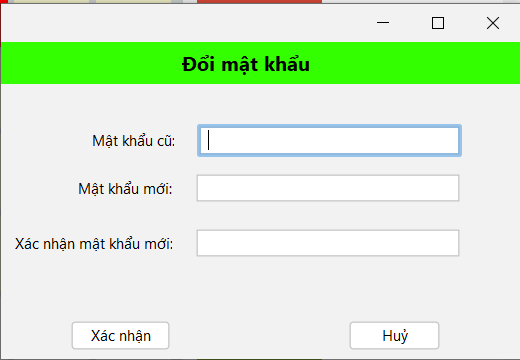 Đổi mật khẩu
Mật khẩu cũ:
Mật khẩu mới:
Xác nhận mật khẩu mới:
Xác nhận Huỷ